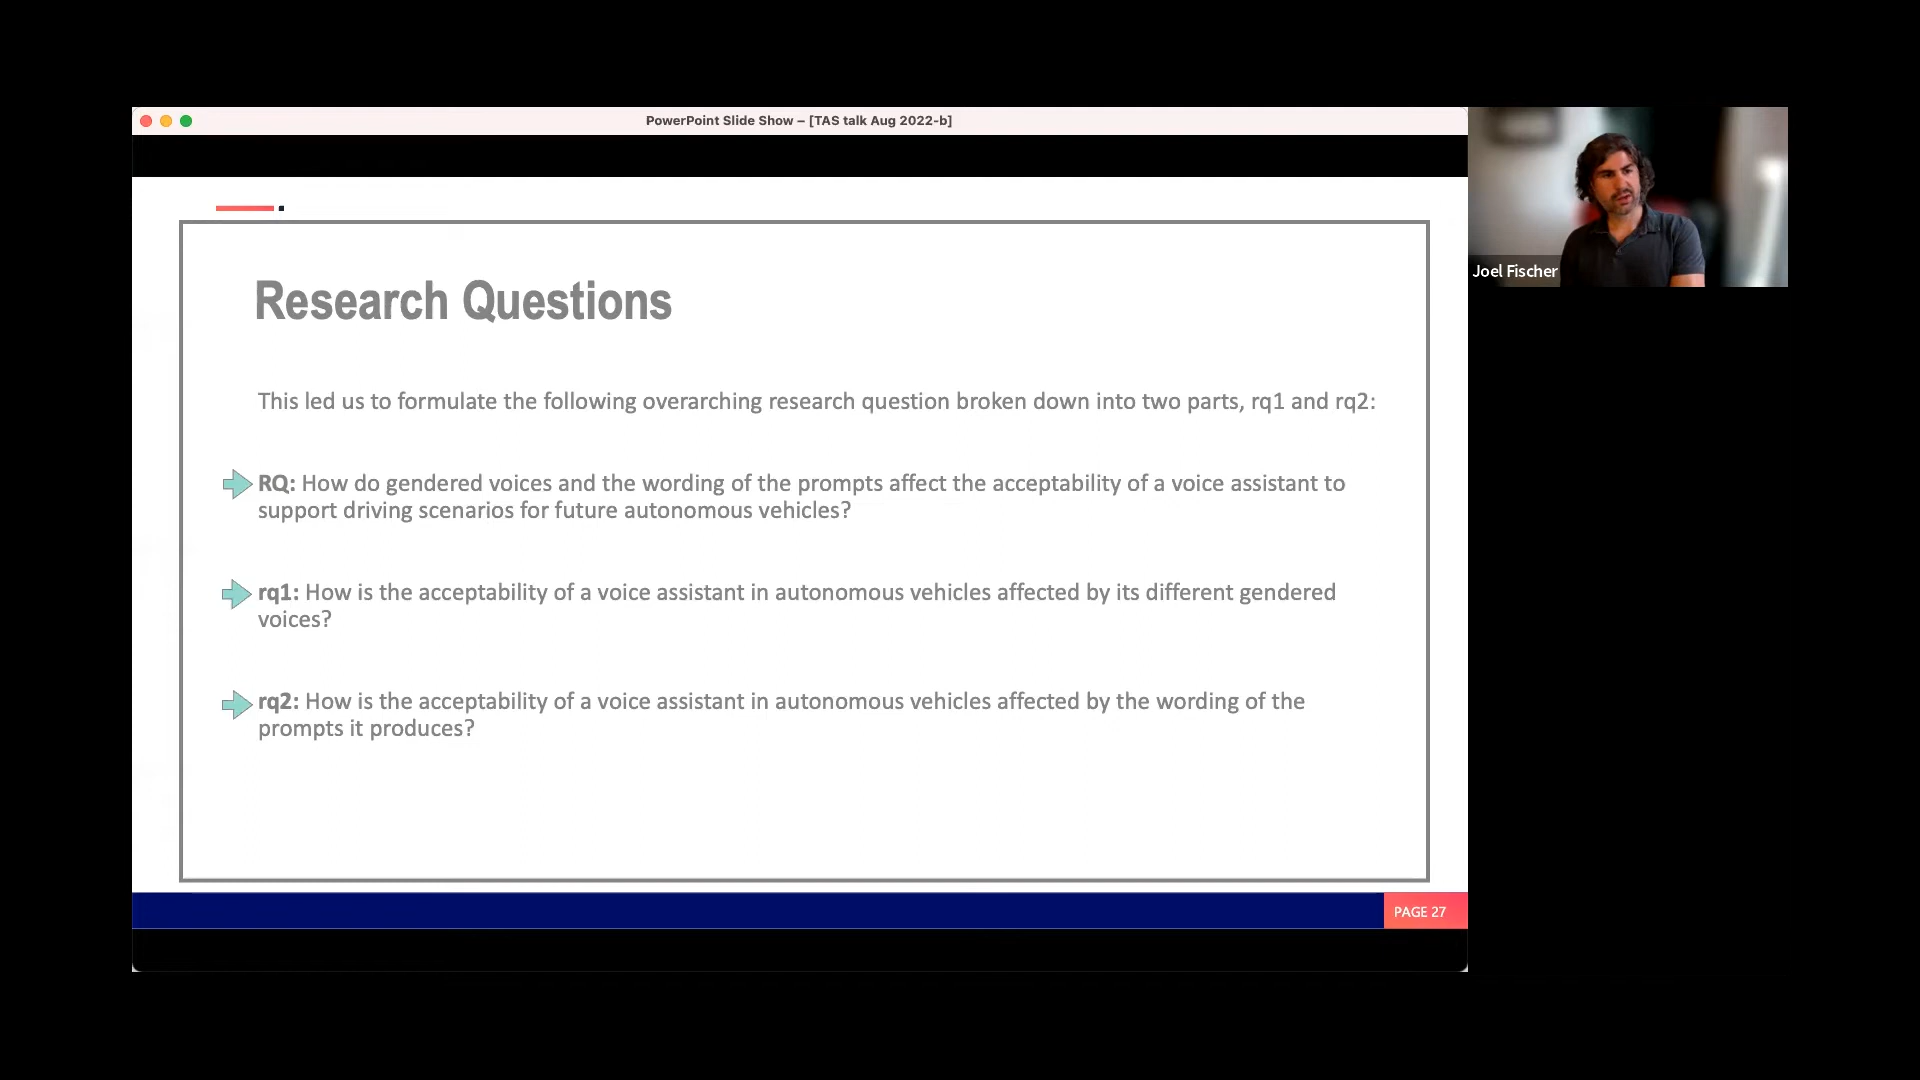 PowerPoint Slide Show – [TAS talk Aug 2022-b]
Joel Fischer
Research Questions
This led us to formulate the following overarching research question broken down into two parts, rq1 and rq2:
RQ: How do gendered voices and the wording of the prompts affect the acceptability of a voice assistant to
support driving scenarios for future autonomous vehicles?
rq1: How is the acceptability of a voice assistant in autonomous vehicles affected by its different gendered
voices?
rq2: How is the acceptability of a voice assistant in autonomous vehicles affected by the wording of the
prompts it produces?
PAGE 27